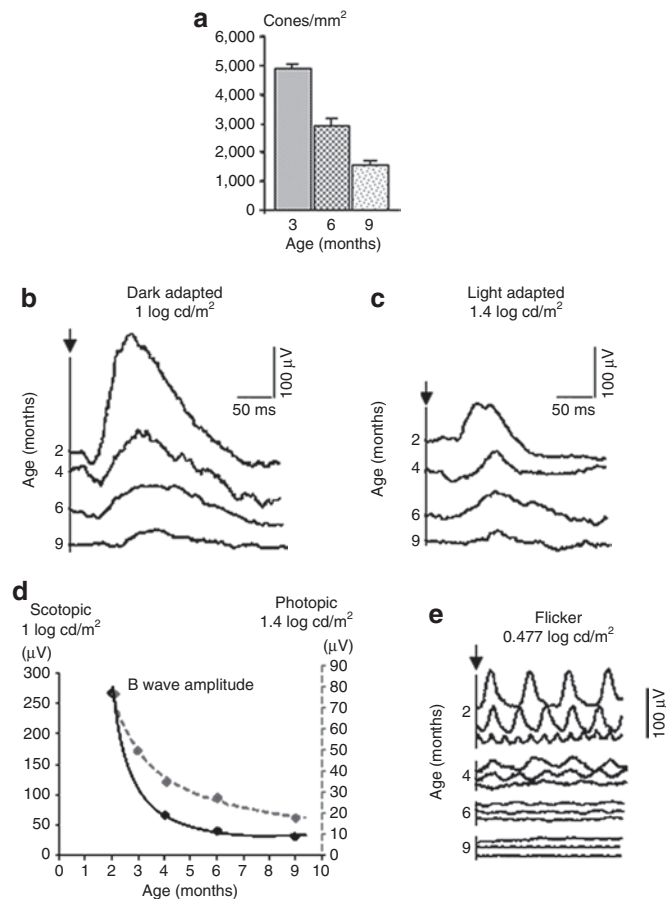 a
Cones/mm²
6,000
5,000
4,000
3,000
2,000
1,000
0
3 6 9
Age (months)
b
Dark adapted
1 log cd/m²
100 µV
50 ms
Age (months)
2
4
6
9
c
Light adapted
1.4 log cd/m²
100 µV
50 ms
Age (months)
2
4
6
9
d
Scotopic
1 log cd/m²
(µV)
Photopic
1.4 log cd/m²
(µV)
B wave amplitude
300
250
200
150
100
50
0
90
80
70
60
50
40
30
20
10
0
0 1 2 3 4 5 6 7 8 9 10
Age (months)
e
Flicker
0.477 log cd/m²
100 µV
Age (months)
2
4
6
9